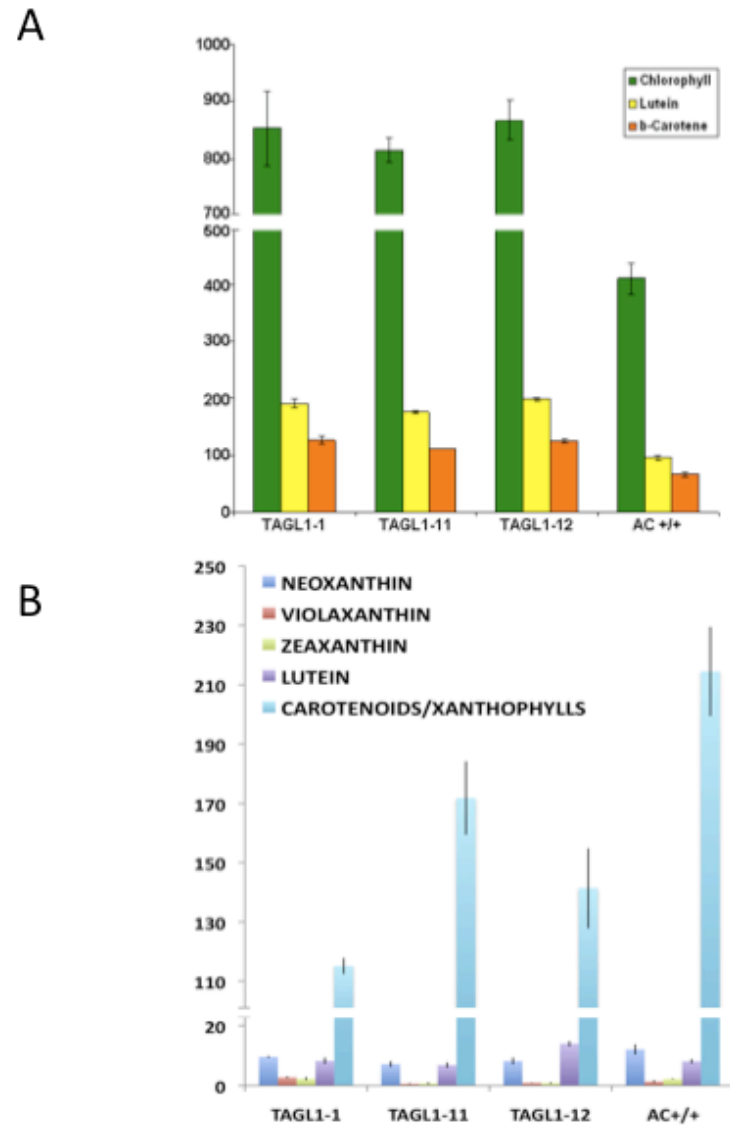 A
1000
900
800
700
600
400
300
200
100
0
Chlorophyll
Lutein
b-Carotene
TAGL1-1 TAGL1-11 TAGL1-12 AC +/+
B
250
230
210
190
170
150
130
110
20
0
NEOXANTHIN
VIOLAXANTHIN
ZEAXANTHIN
LUTEIN
CAROTENOIDS/XANTHOPHYLLS
TAGL1-1 TAGL1-11 TAGL1-12 AC+/+